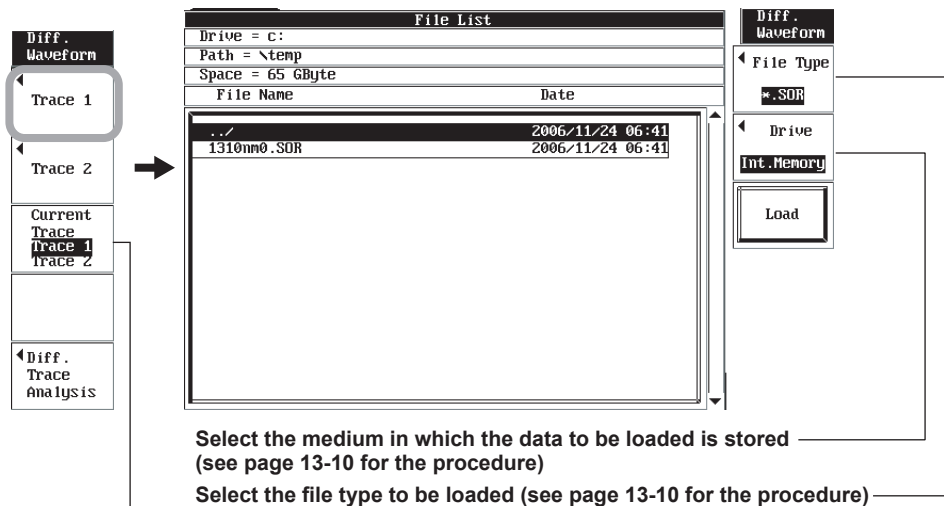 Diff.
Waveform
Trace 1
Trace 2
Current
Trace
Trace 1
Trace 2
Diff.
Trace
Analysis
File List
Drive = c:
Path = \temp
Space = 65 GByte
File Name Date
../ 2006/11/24 06:41
1310nm0.SOR 2006/11/24 06:41
Diff.
Waveform
File Type
*.SOR
Drive
Int.Memory
Load
Select the medium in which the data to be loaded is stored
(see page 13-10 for the procedure)
Select the file type to be loaded (see page 13-10 for the procedure)